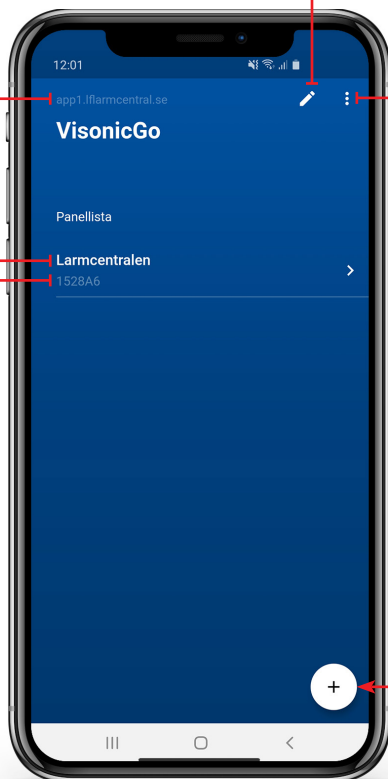 12:01
app1.lflarmcentral.se
VisonicGo
Panellista
Larmcentralen
1528A6